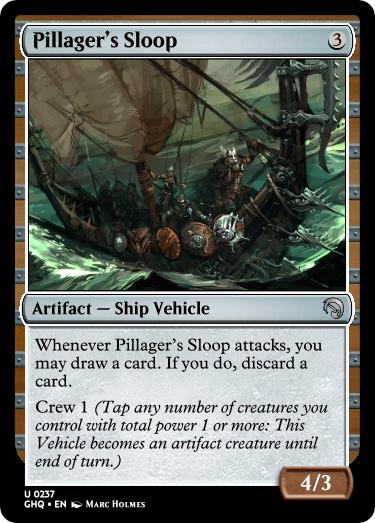 Pillager's Sloop 3
Artifact — Ship Vehicle
Whenever Pillager's Sloop attacks, you
may draw a card. If you do, discard a
card.
Crew 1 (Tap any number of creatures you
control with total power 1 or more: This
Vehicle becomes an artifact creature until
end of turn.)
4/3
U 0237
GHQ • EN Marc Holmes